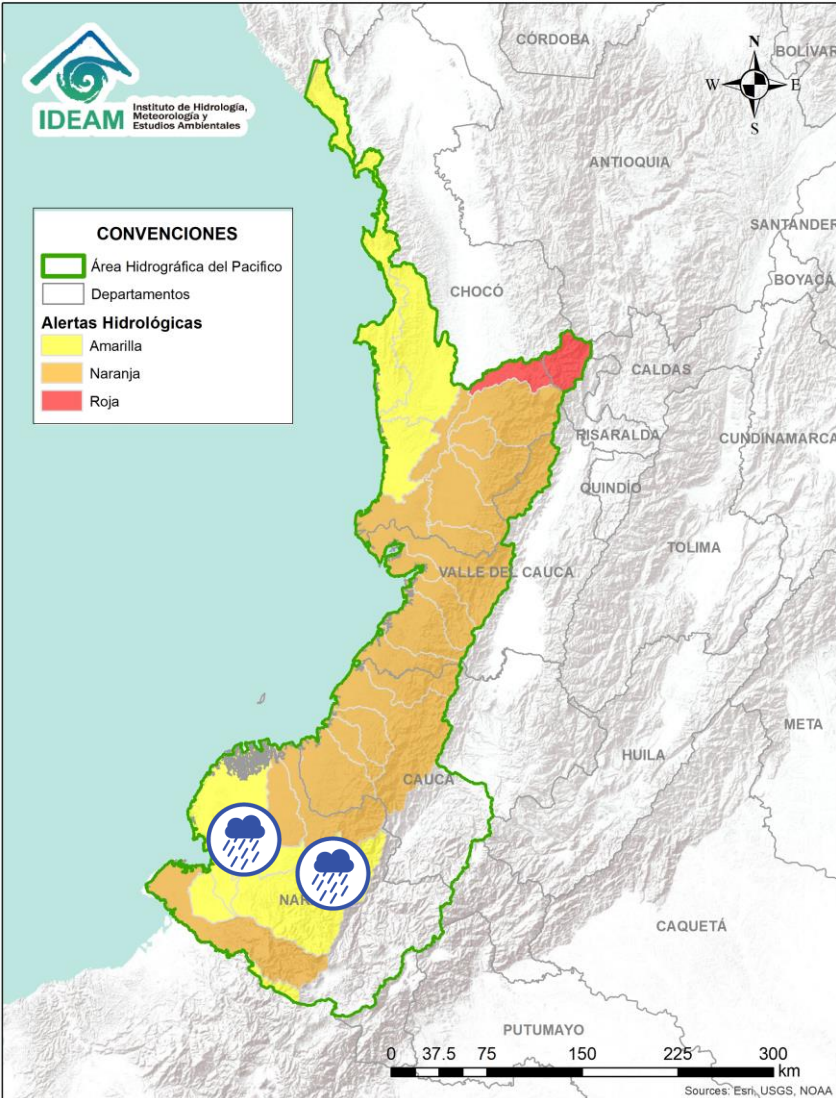 IDEAM
Instituto de Hidrología,
Meteorología y
Estudios Ambientales
CÓRDOBA
BOLÍVAR
N
W
E
S
ANTIOQUIA
SANTANDER
BOYACÁ
CONVENCIONES
Área Hidrográfica del Pacifico
Departamentos
Alertas Hidrológicas
Amarilla
Naranja
Roja
CHOCÓ
CALDAS
RISARALDA
CUNDINAMARCA
QUINDÍO
TOLIMA
VALLE DEL CAUCA
META
HUILA
CAUCA
NAR
CAQUETÁ
PUTUMAYO
0 37.5 75 150 225 300
km
Sources: Esri, USGS, NOAA